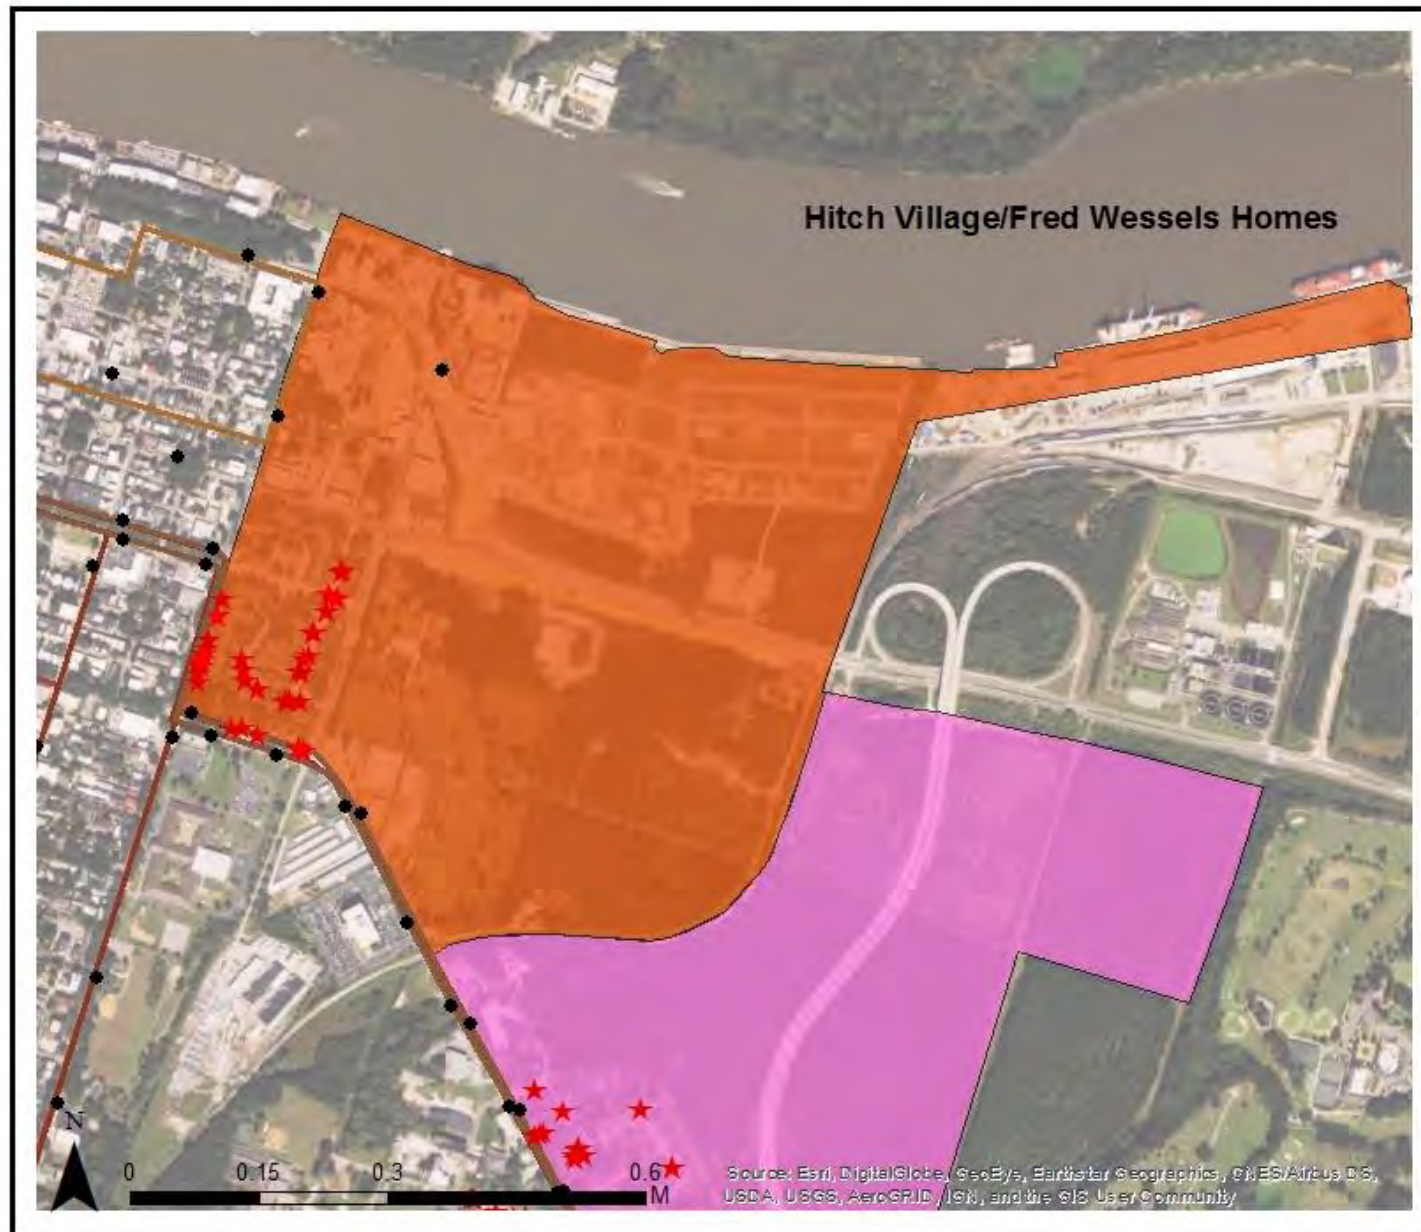 Hitch Village/Fred Wessels Homes
N
0 0.15 0.3 0.6
M
Source: Esri, DigitalGlobe, GeoEye, Earthstar Geographics, CNES/Airbus DS,
USDA, USGS, AeroGRID, IGN, and the GIS User Community